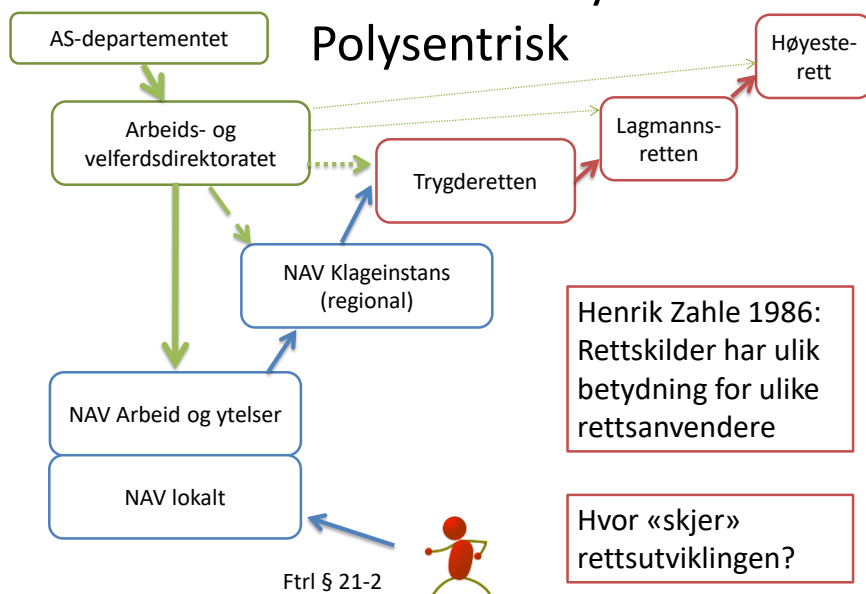 Polysentrisk
AS-departementet
Høyeste-
rett
Arbeids- og
velferdsdirektoratet
Lagmanns-
retten
Trygderetten
NAV Klageinstans
(regional)
Henrik Zahle 1986:
Rettskilder har ulik
betydning for ulike
rettsanvendere
NAV Arbeid og ytelser
NAV lokalt
Hvor «skjer»
rettsutviklingen?
Ftrl § 21-2